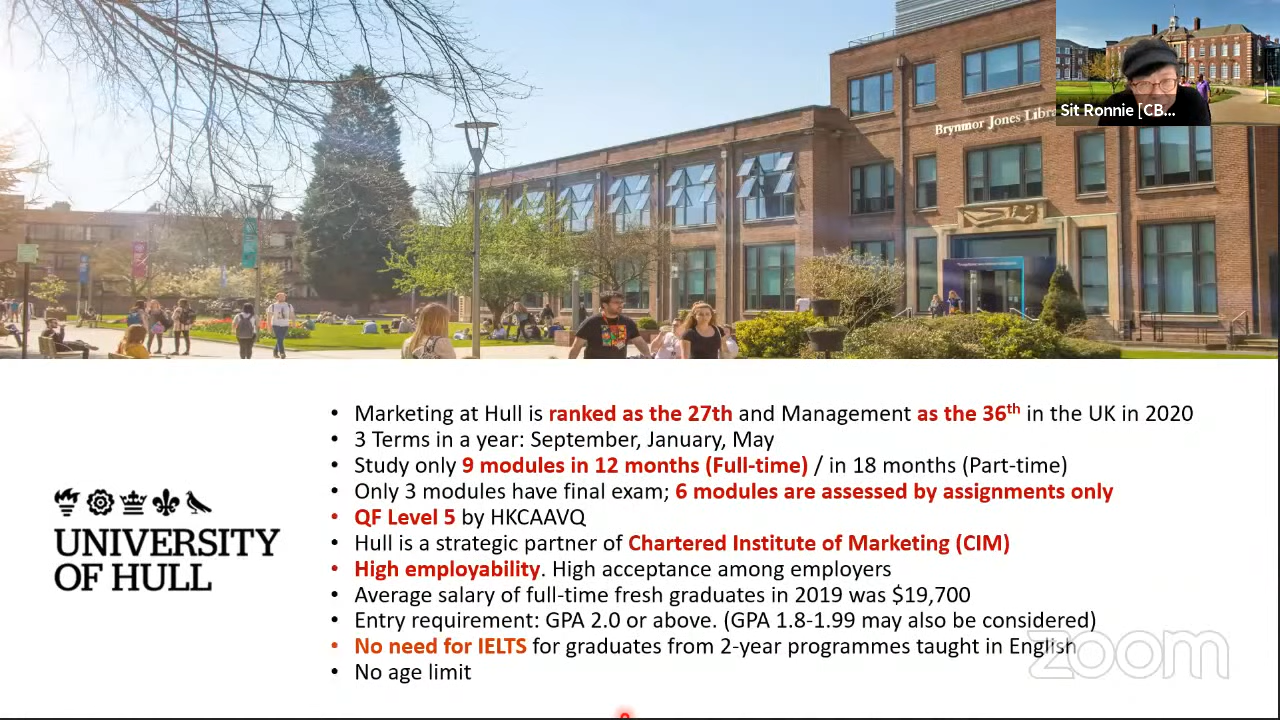 Brynmor Jones Libr
Sit Ronnie [CB...
• Marketing at Hull is ranked as the 27th and Management as the 36th in the UK in 2020
• 3 Terms in a year: September, January, May
• Study only 9 modules in 12 months (Full-time) / in 18 months (Part-time)
• Only 3 modules have final exam; 6 modules are assessed by assignments only
• QF Level 5 by HKCAAVQ
• Hull is a strategic partner of Chartered Institute of Marketing (CIM)
• High employability. High acceptance among employers
• Average salary of full-time fresh graduates in 2019 was $19,700
• Entry requirement: GPA 2.0 or above. (GPA 1.8-1.99 may also be considered)
• No need for IELTS for graduates from 2-year programmes taught in English
• No age limit
UNIVERSITY
OF HULL
zoom